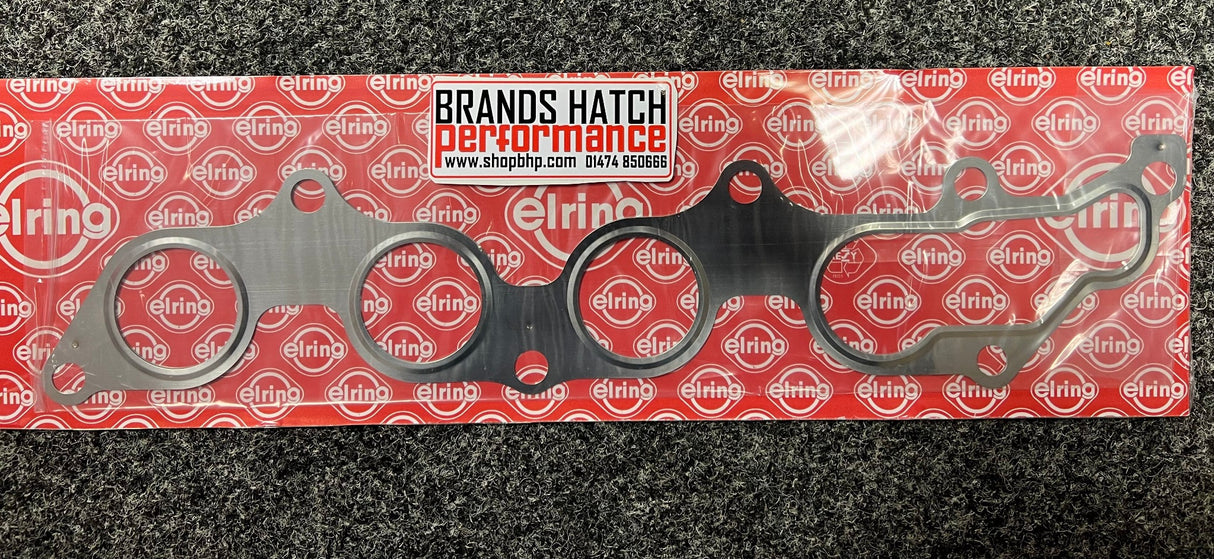 BRANDS HATCH
performance
www.shopbhp.com 01474 850666
elring